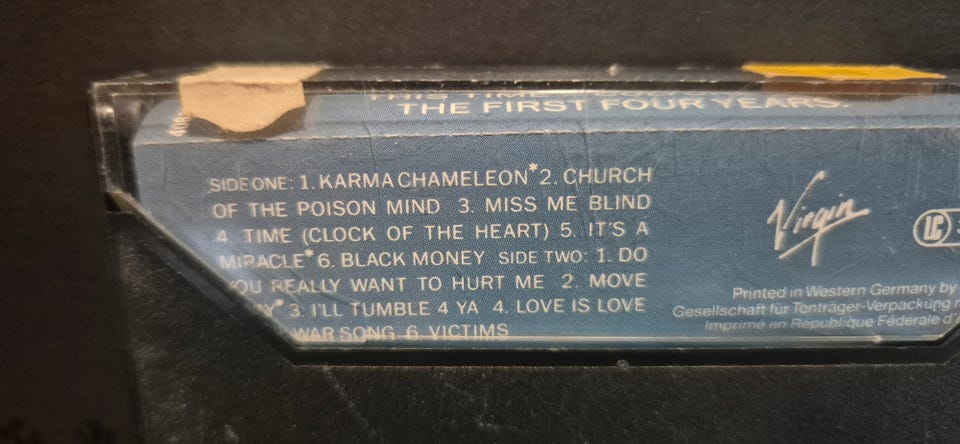 THIS TIME
THE FIRST FOUR YEARS.
SIDE ONE: 1. KARMA CHAMELEON* 2. CHURCH
OF THE POISON MIND 3. MISS ME BLIND
4. TIME (CLOCK OF THE HEART) 5. IT'S A
MIRACLE* 6. BLACK MONEY SIDE TWO: 1. DO
YOU REALLY WANT TO HURT ME 2. MOVE
3. I'LL TUMBLE 4 YA 4. LOVE IS LOVE
WAR SONG 6. VICTIMS
Virgin
LC
Printed in Western Germany by
Gesellschaft für Tonträger-Verpackung
Imprimé en République Fédérale